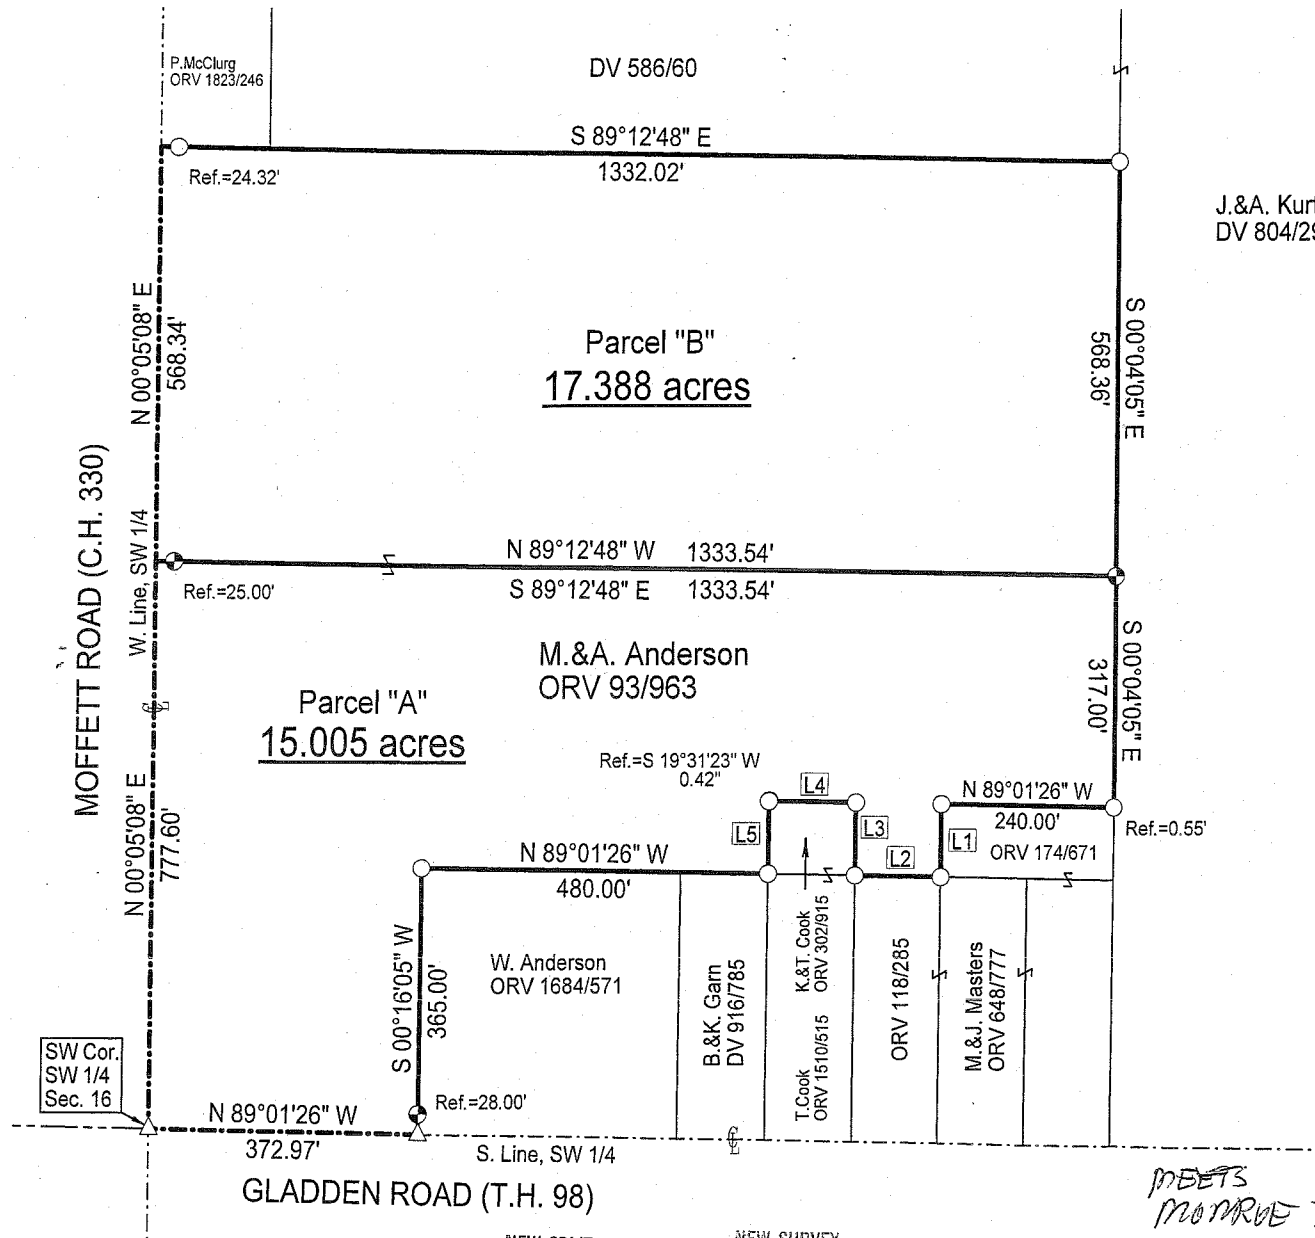 P.McClurg
ORV 1823/246
DV 586/60
S 89°12'48" E
1332.02'
Ref.=24.32'
J.&A.
DV 804/
N 00°05'08" E
568.34'
Parcel "B"
17.388 acres
S 00°04'05" E
568.36'
MOFFETT ROAD (C.H. 330)
W. Line, SW 1/4
N 89°12'48" W 1333.54'
S 89°12'48" E 1333.54'
Ref.=25.00'
M.&A. Anderson
ORV 93/963
Parcel "A"
15.005 acres
S 00°04'05" E
317.00'
Ref.=S 19°31'23" W
0.42"
N 00°05'08" E
777.60'
L4
L5
L3
L2
L1
N 89°01'26" W
240.00'
ORV 174/671
Ref.=0.55'
N 89°01'26" W
480.00'
S 00°16'05" W
365.00'
W. Anderson
ORV 1684/571
B.&K. Garn
DV 916/785
T.Cook
ORV 1510/515
K.&T. Cook
ORV 302/915
ORV 118/285
M.&J. Masters
ORV 648/777
SW Cor.
SW 1/4
Sec. 16
Ref.=28.00'
N 89°01'26" W
372.97'
S. Line, SW 1/4
GLADDEN ROAD (T.H. 98)
MEETS
MONROE
NEW SURVEY